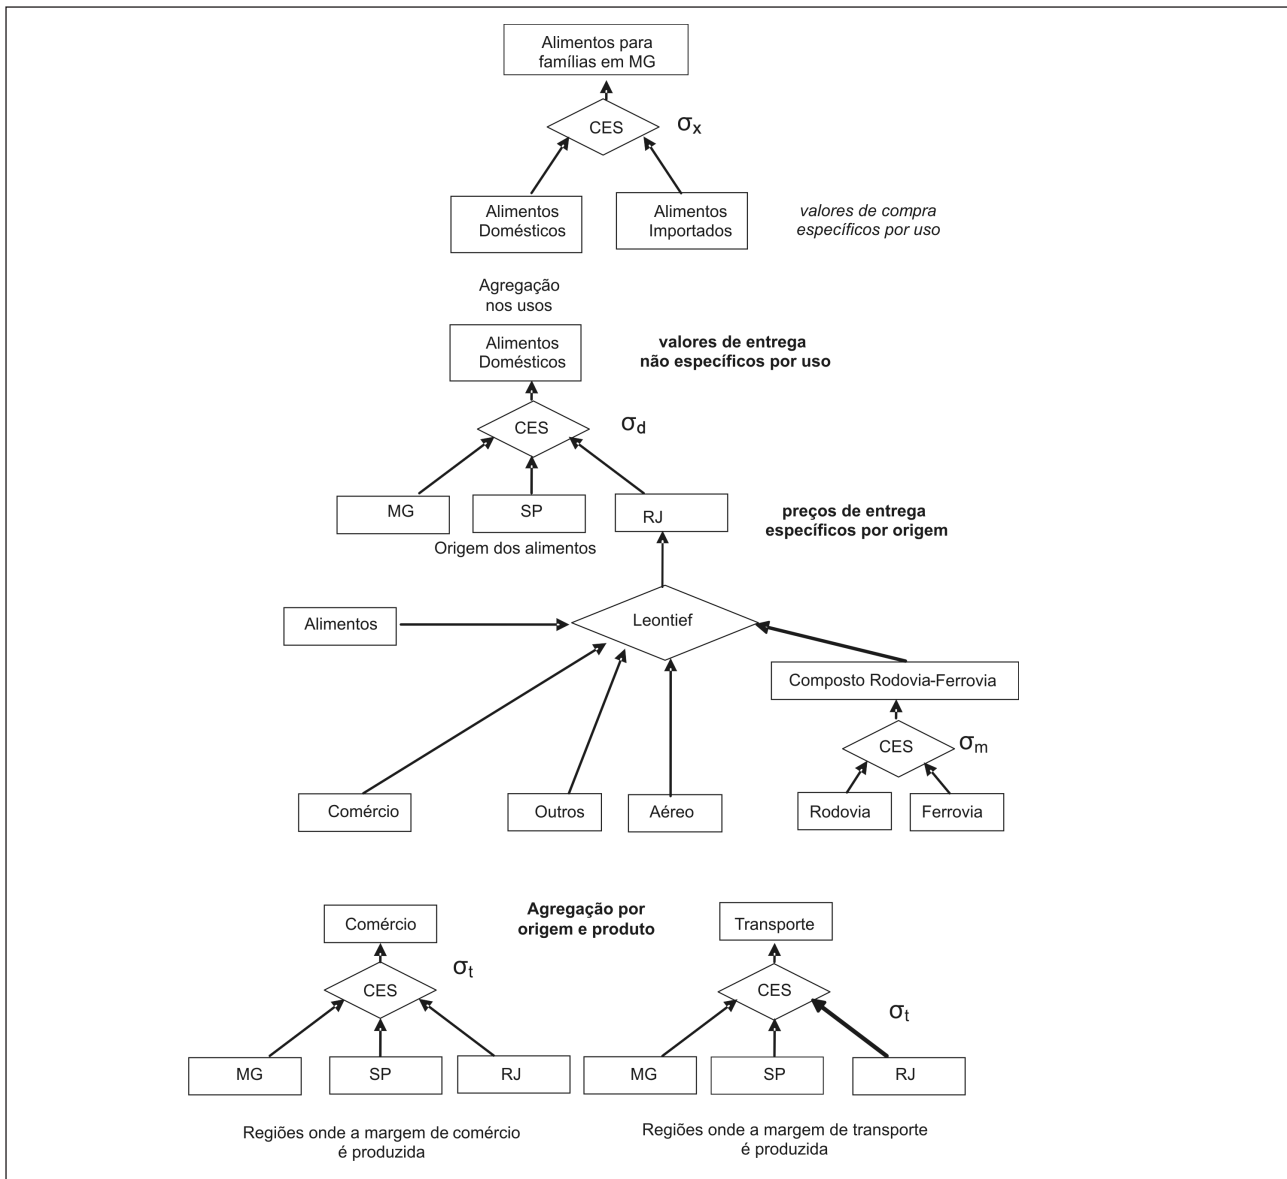 Alimentos para
famílias em MG
CES
σx
Alimentos
Domésticos
Alimentos
Importados
valores de compra
específicos por uso
Agregação
nos usos
Alimentos
Domésticos
valores de entrega
não específicos por uso
CES
σd
MG
SP
RJ
preços de entrega
específicos por origem
Origem dos alimentos
Alimentos
Leontief
Composto Rodovia-Ferrovia
CES
σm
Comércio
Outros
Aéreo
Rodovia
Ferrovia
Agregação por
origem e produto
Comércio
CES
σt
MG
SP
RJ
Regiões onde a margem de comércio
é produzida
Transporte
CES
σt
MG
SP
RJ
Regiões onde a margem de transporte
é produzida